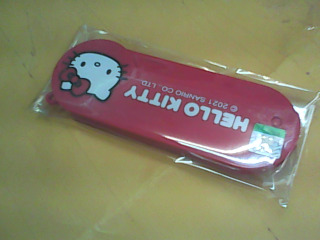 HELLO KITTY
© 2021 SANRIO CO., LTD.